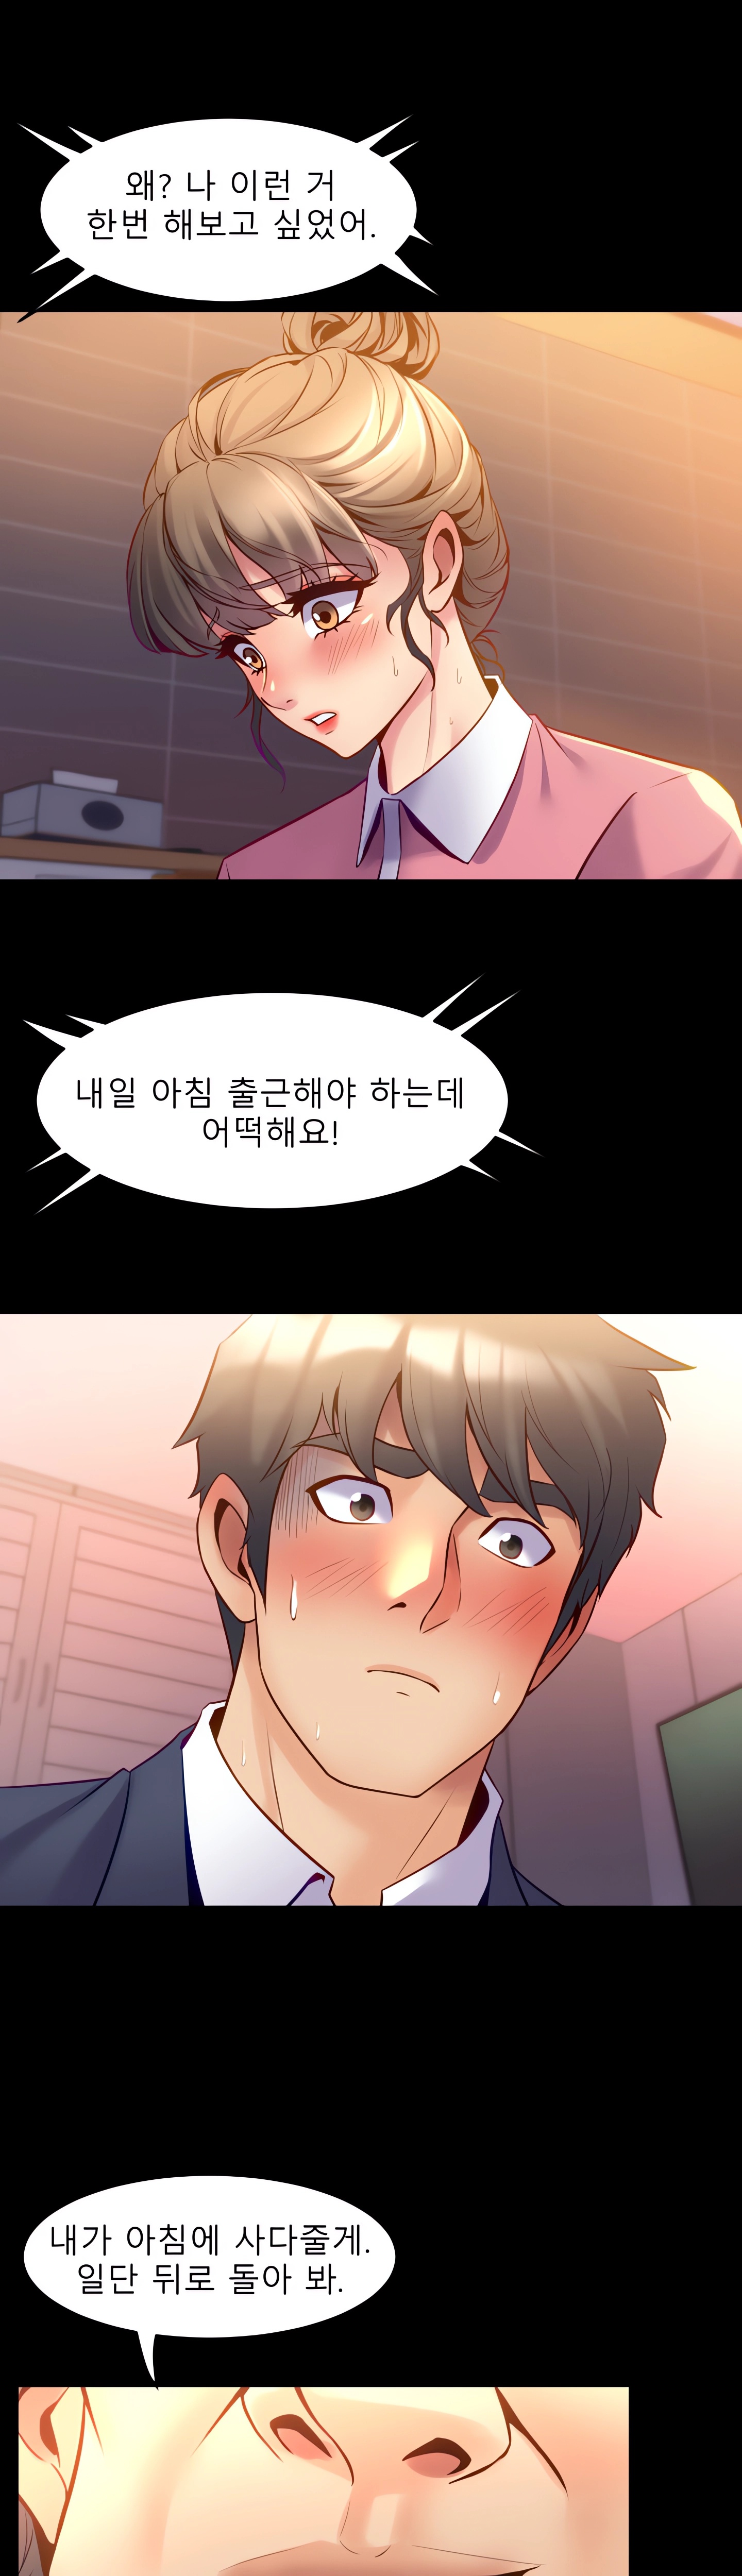 왜? 나 이런 거
한번 해보고 싶었어.
내일 아침 출근해야 하는데
어떡해요!
내가 아침에 사다줄게.
일단 뒤로 돌아 봐.